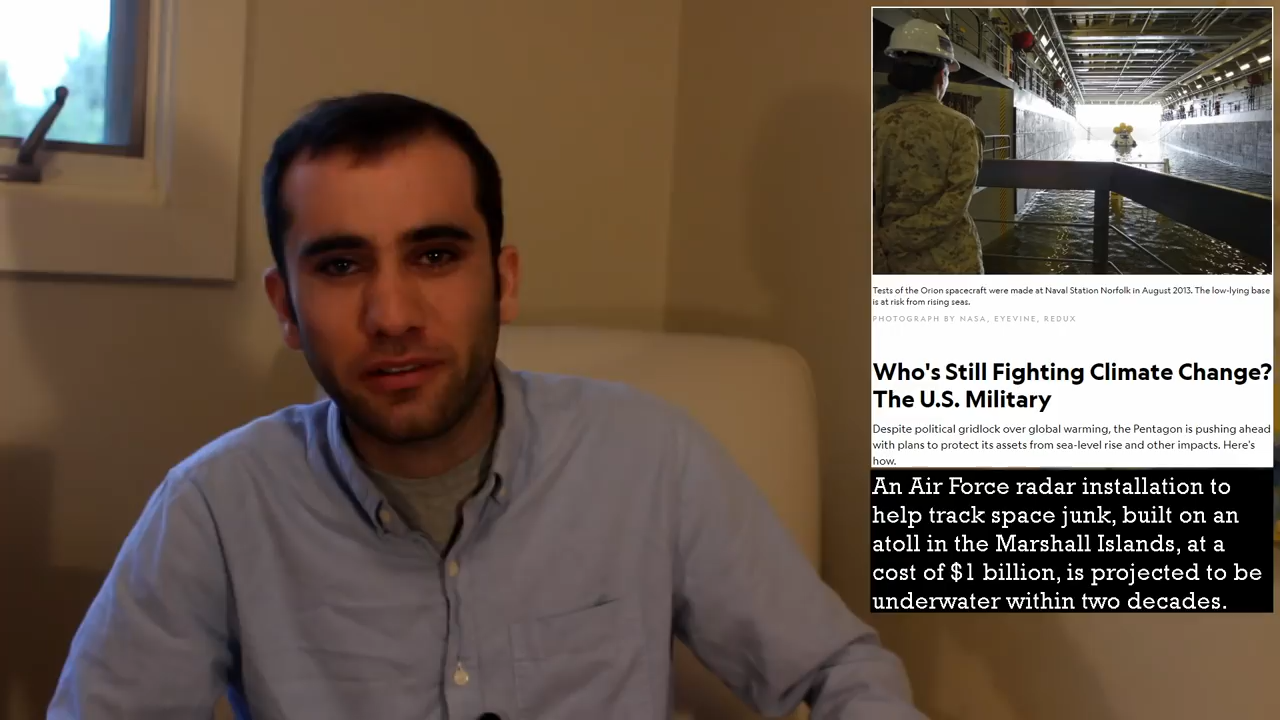 Tests of the Orion spacecraft were made at Naval Station Norfolk in August 2013. The low-lying base
is at risk from rising seas.
PHOTOGRAPH BY NASA, EYEVINE, REDUX
Who's Still Fighting Climate Change?
The U.S. Military
Despite political gridlock over global warming, the Pentagon is pushing ahead
with plans to protect its assets from sea-level rise and other impacts. Here's
how.
An Air Force radar installation to
help track space junk, built on an
atoll in the Marshall Islands, at a
cost of $1 billion, is projected to be
underwater within two decades.